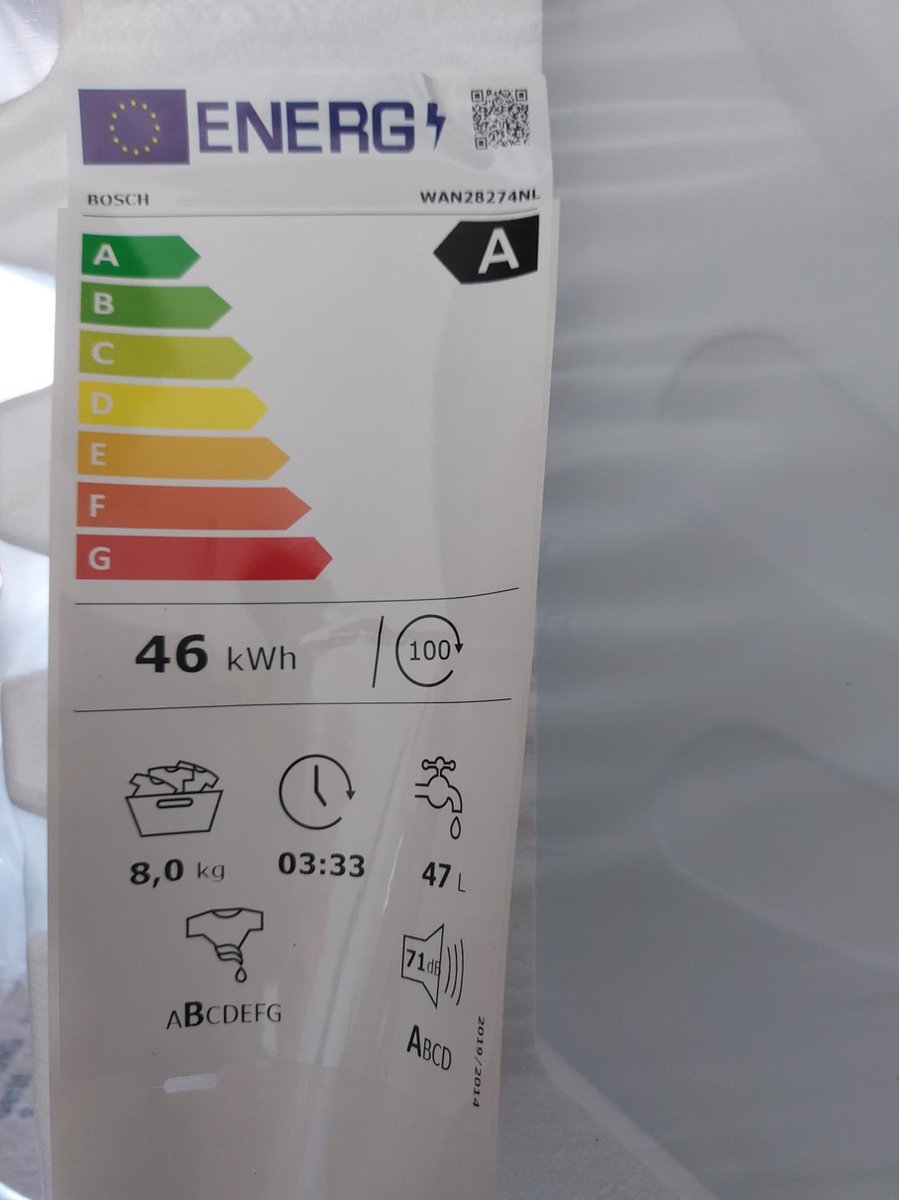 ENERG
BOSCH WAN28274NL
A
A
B
C
D
E
F
G
46 kWh / 100
8,0 kg 03:33 47 L
71dB
ABCDEFG
ABCD
2019/2014